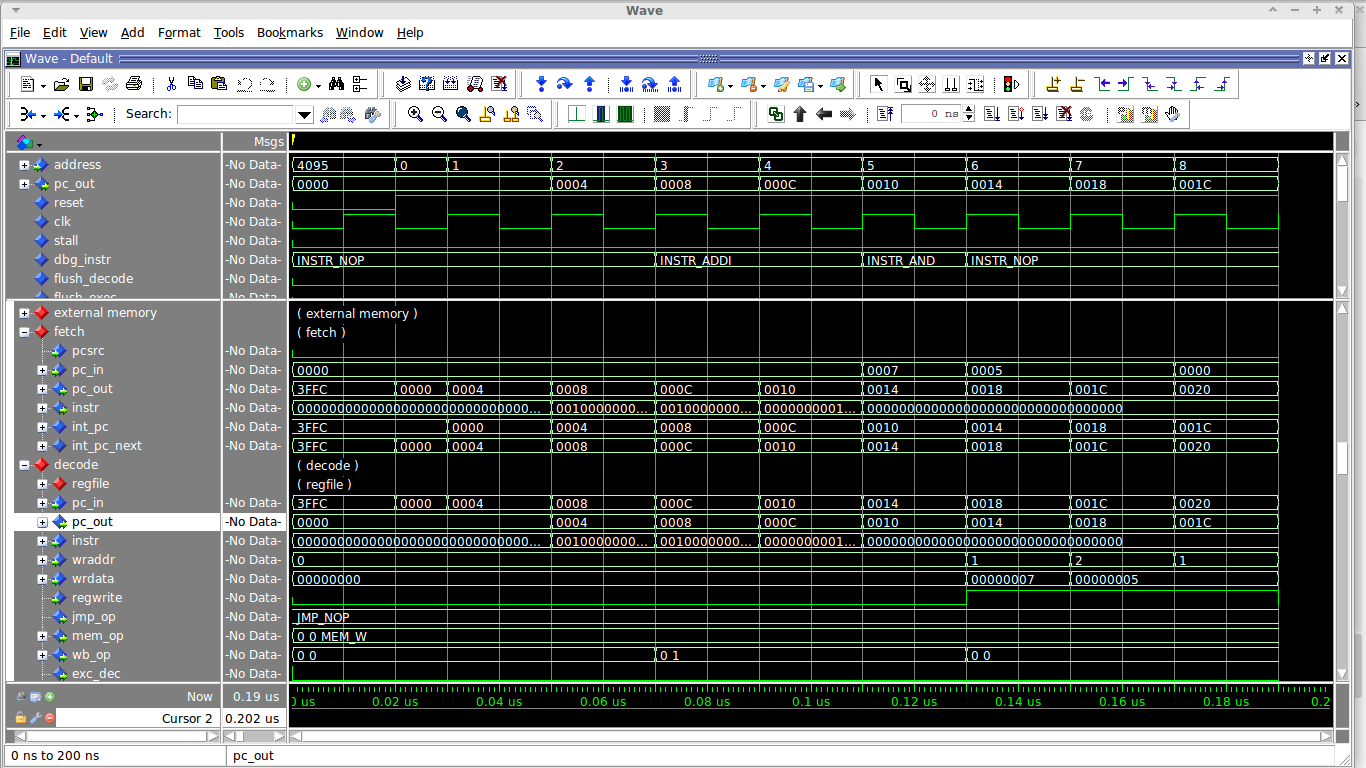 Wave
File Edit View Add Format Tools Bookmarks Window Help
Wave - Default
Search:
0 ns
Msgs
address -No Data- 4095 0 1 2 3 4 5 6 7 8
pc_out -No Data- 0000 0004 0008 000C 0010 0014 0018 001C
reset -No Data-
clk -No Data-
stall -No Data-
dbg_instr -No Data- INSTR_NOP INSTR_ADDI INSTR_AND INSTR_NOP
flush_decode -No Data-
flush_exec -No Data-
external memory ( external memory )
fetch ( fetch )
pcsrc -No Data-
pc_in -No Data- 0000 0007 0005 0000
pc_out -No Data- 3FFC 0000 0004 0008 000C 0010 0014 0018 001C 0020
instr -No Data- 00000000000000000000000000000... 0010000000... 0010000000... 0000000001... 00000000000000000000000000000000
int_pc -No Data- 3FFC 0000 0004 0008 000C 0010 0014 0018 001C
int_pc_next -No Data- 3FFC 0000 0004 0008 000C 0010 0014 0018 001C 0020
decode ( decode )
regfile ( regfile )
pc_in -No Data- 3FFC 0000 0004 0008 000C 0010 0014 0018 001C 0020
pc_out -No Data- 0000 0004 0008 000C 0010 0014 0018 001C
instr -No Data- 00000000000000000000000000000... 0010000000... 0010000000... 0000000001... 00000000000000000000000000000000
wraddr -No Data- 0 1 2 1
wrdata -No Data- 00000000 00000007 00000005
regwrite -No Data-
jmp_op -No Data- JMP_NOP
mem_op -No Data- 0 0 MEM_W
wb_op -No Data- 0 0 0 1 0 0
exc_dec -No Data-
Now 0.19 us 0 us 0.02 us 0.04 us 0.06 us 0.08 us 0.1 us 0.12 us 0.14 us 0.16 us 0.18 us 0.2
Cursor 2 0.202 us
0 ns to 200 ns pc_out